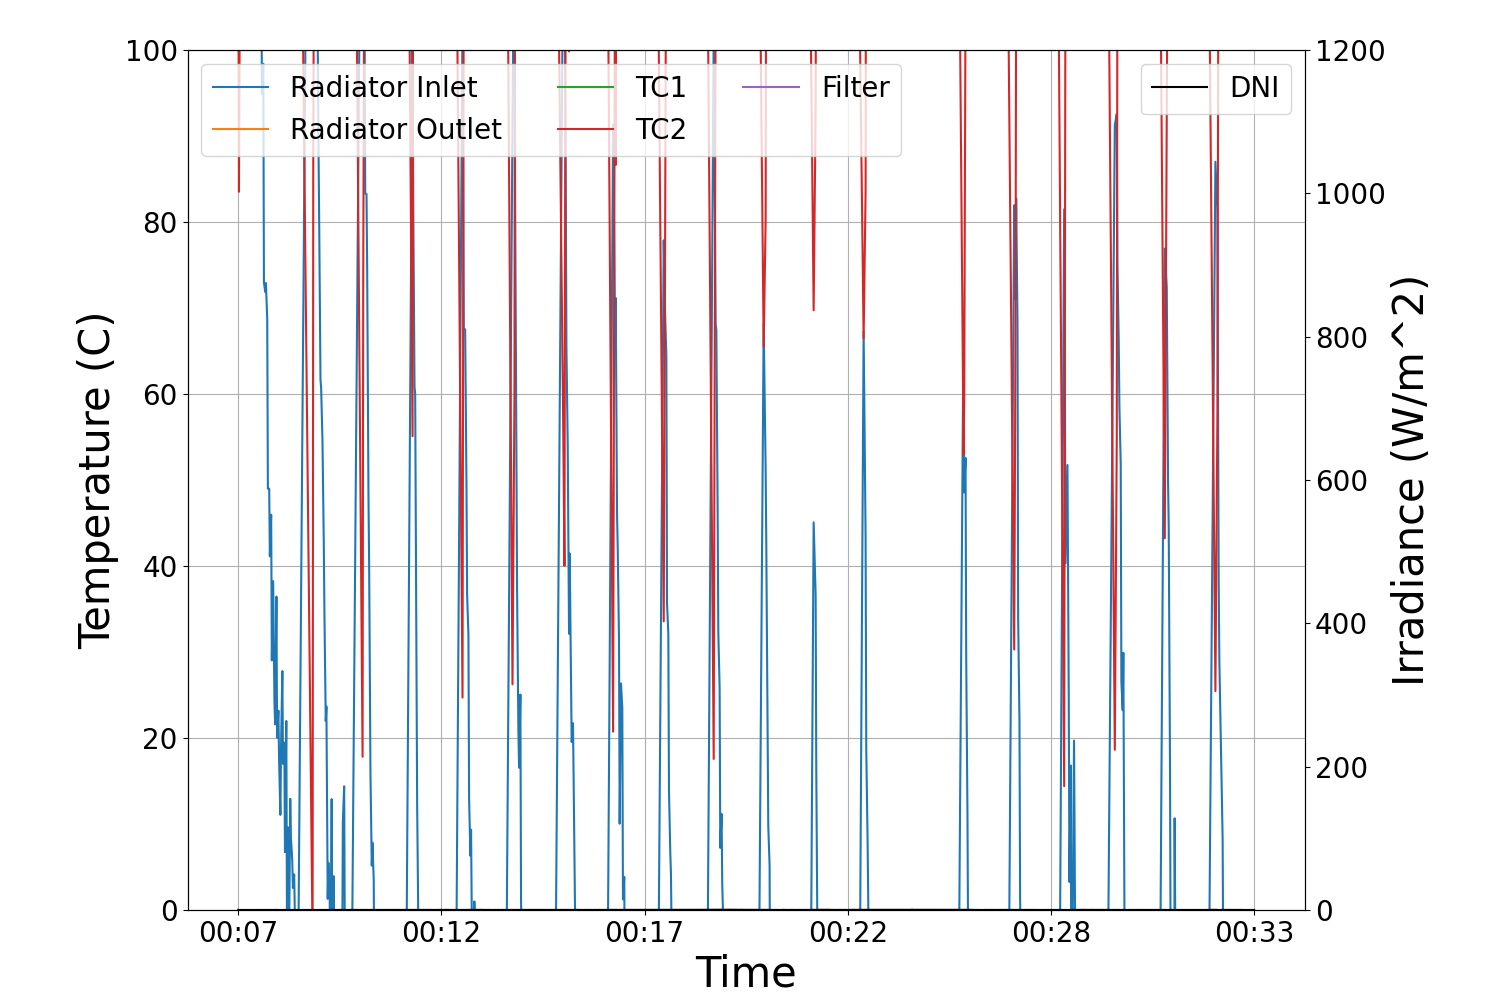 100
80
60
40
20
0
Temperature (C)
Radiator Inlet
Radiator Outlet
TC1
TC2
Filter
DNI
1200
1000
800
600
400
200
0
Irradiance (W/m^2)
00:07 00:12 00:17 00:22 00:28 00:33
Time